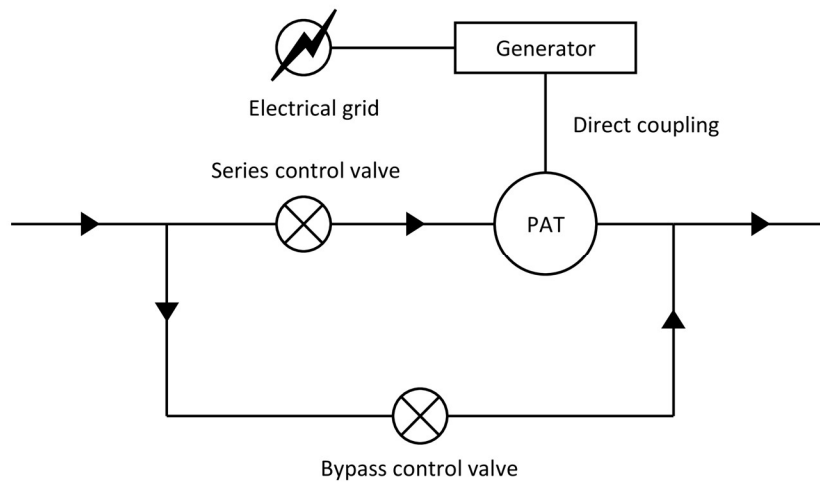 Generator
Electrical grid
Direct coupling
Series control valve
PAT
Bypass control valve